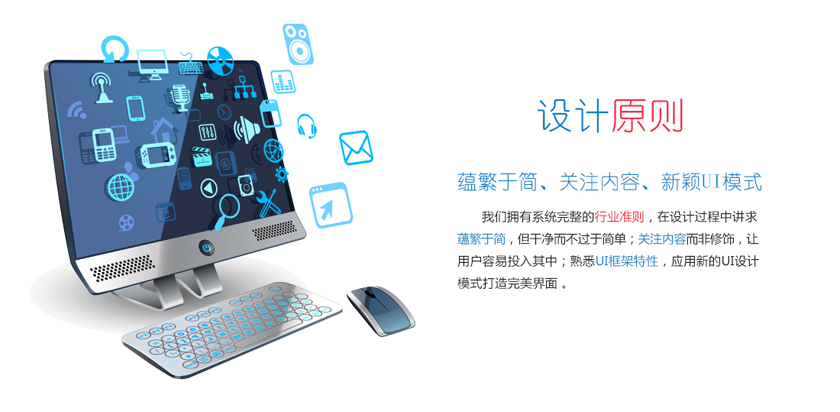 设计原则
蕴繁于简、关注内容、新颖UI模式
我们拥有系统完整的行业准则，在设计过程中讲求
蕴繁于简，但干净而不过于简单；关注内容而非修饰，让
用户容易投入其中；熟悉UI框架特性，应用新的UI设计
模式打造完美界面 。